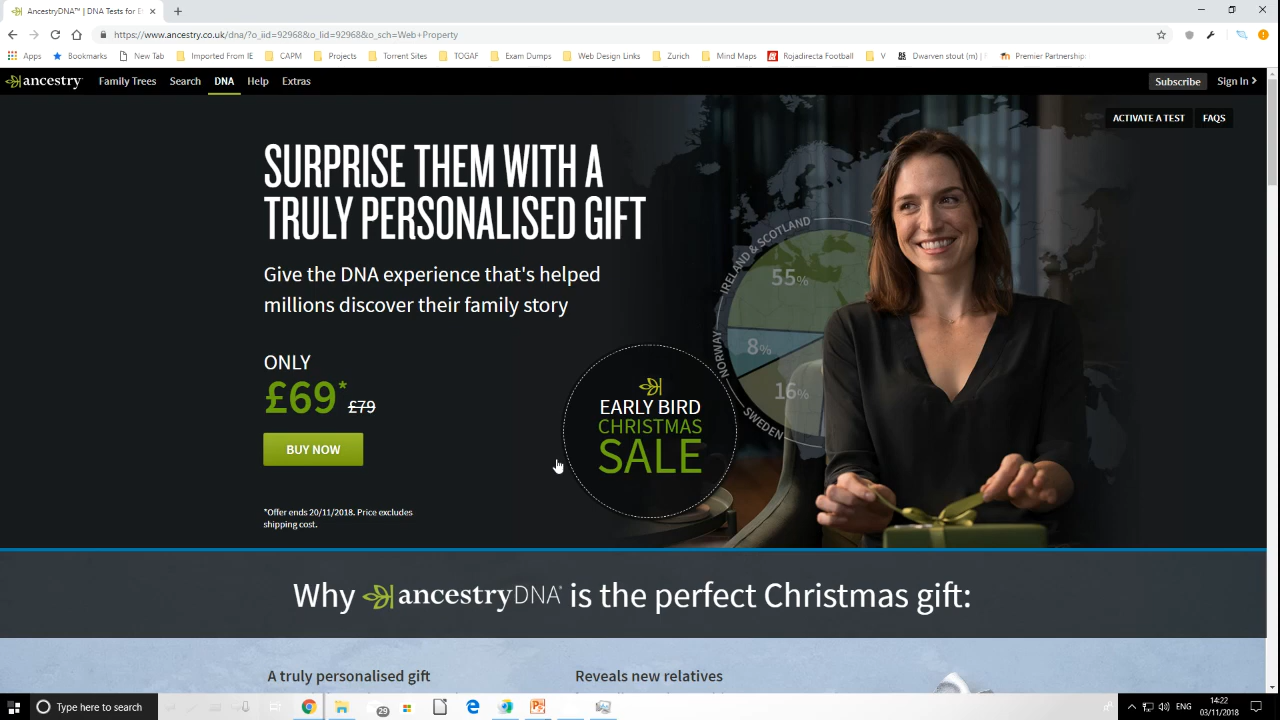 AncestryDNA™ | DNA Tests for E
https://www.ancestry.co.uk/dna/?o_iid=92968&o_lid=92968&o_sch=Web+Property
Apps Bookmarks New Tab Imported From IE CAPM Projects Torrent Sites TOGAF Exam Dumps Web Design Links Zurich Mind Maps Rojadirecta Football V Dwarven stout (m) Premier Partnership
ancestry Family Trees Search DNA Help Extras Subscribe Sign In
ACTIVATE A TEST FAQS
SURPRISE THEM WITH A
TRULY PERSONALISED GIFT
Give the DNA experience that's helped
millions discover their family story
ONLY
£69* £79
BUY NOW
*Offer ends 20/11/2018. Price excludes
shipping cost.
IRELAND & SCOTLAND
55%
NORWAY
8%
SWEDEN
16%
EARLY BIRD
CHRISTMAS
SALE
Why ancestryDNA® is the perfect Christmas gift:
A truly personalised gift Reveals new relatives
Type here to search 29 ENG 14:22
03/11/2018